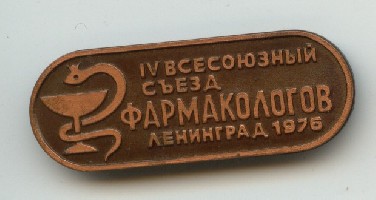 IV ВСЕСОЮЗНЫЙ
СЪЕЗД
ФАРМАКОЛОГОВ
ЛЕНИНГРАД 1976